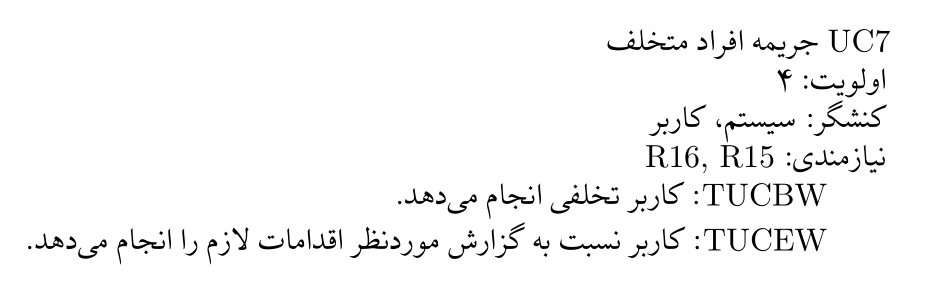 UC7 جریمه افراد متخلف
اولویت: ۴
کنشگر: سیستم، کاربر
نیازمندی: R16, R15
TUCBW: کاربر تخلفی انجام می‌دهد.
TUCEW: کاربر نسبت به گزارش موردنظر اقدامات لازم را انجام می‌دهد.